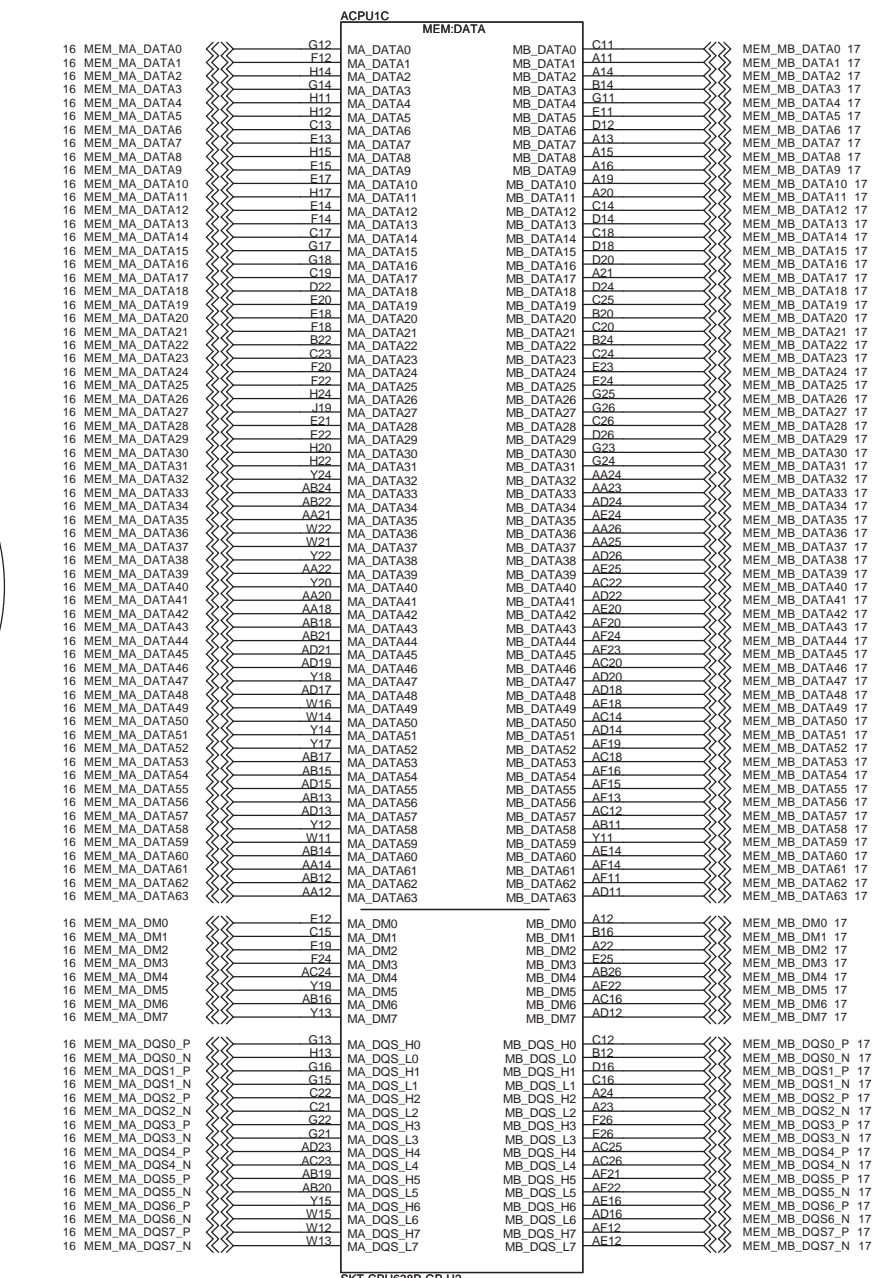 ACPU1C
MEM:DATA
16 MEM_MA_DATA0 G12 MA_DATA0 MB_DATA0 C11 MEM_MB_DATA0 17
16 MEM_MA_DATA1 F12 MA_DATA1 MB_DATA1 A11 MEM_MB_DATA1 17
16 MEM_MA_DATA2 H14 MA_DATA2 MB_DATA2 A14 MEM_MB_DATA2 17
16 MEM_MA_DATA3 G14 MA_DATA3 MB_DATA3 B14 MEM_MB_DATA3 17
16 MEM_MA_DATA4 H11 MA_DATA4 MB_DATA4 G11 MEM_MB_DATA4 17
16 MEM_MA_DATA5 H12 MA_DATA5 MB_DATA5 E11 MEM_MB_DATA5 17
16 MEM_MA_DATA6 C13 MA_DATA6 MB_DATA6 D12 MEM_MB_DATA6 17
16 MEM_MA_DATA7 E13 MA_DATA7 MB_DATA7 A13 MEM_MB_DATA7 17
16 MEM_MA_DATA8 H15 MA_DATA8 MB_DATA8 A15 MEM_MB_DATA8 17
16 MEM_MA_DATA9 E15 MA_DATA9 MB_DATA9 A16 MEM_MB_DATA9 17
16 MEM_MA_DATA10 E17 MA_DATA10 MB_DATA10 A19 MEM_MB_DATA10 17
16 MEM_MA_DATA11 H17 MA_DATA11 MB_DATA11 A20 MEM_MB_DATA11 17
16 MEM_MA_DATA12 E14 MA_DATA12 MB_DATA12 C14 MEM_MB_DATA12 17
16 MEM_MA_DATA13 F14 MA_DATA13 MB_DATA13 D14 MEM_MB_DATA13 17
16 MEM_MA_DATA14 C17 MA_DATA14 MB_DATA14 C18 MEM_MB_DATA14 17
16 MEM_MA_DATA15 G17 MA_DATA15 MB_DATA15 D18 MEM_MB_DATA15 17
16 MEM_MA_DATA16 G18 MA_DATA16 MB_DATA16 D20 MEM_MB_DATA16 17
16 MEM_MA_DATA17 C19 MA_DATA17 MB_DATA17 A21 MEM_MB_DATA17 17
16 MEM_MA_DATA18 D22 MA_DATA18 MB_DATA18 D24 MEM_MB_DATA18 17
16 MEM_MA_DATA19 E20 MA_DATA19 MB_DATA19 C25 MEM_MB_DATA19 17
16 MEM_MA_DATA20 E18 MA_DATA20 MB_DATA20 B20 MEM_MB_DATA20 17
16 MEM_MA_DATA21 F18 MA_DATA21 MB_DATA21 C20 MEM_MB_DATA21 17
16 MEM_MA_DATA22 B22 MA_DATA22 MB_DATA22 B24 MEM_MB_DATA22 17
16 MEM_MA_DATA23 C23 MA_DATA23 MB_DATA23 C24 MEM_MB_DATA23 17
16 MEM_MA_DATA24 F20 MA_DATA24 MB_DATA24 E23 MEM_MB_DATA24 17
16 MEM_MA_DATA25 F22 MA_DATA25 MB_DATA25 E24 MEM_MB_DATA25 17
16 MEM_MA_DATA26 H24 MA_DATA26 MB_DATA26 G25 MEM_MB_DATA26 17
16 MEM_MA_DATA27 J19 MA_DATA27 MB_DATA27 G26 MEM_MB_DATA27 17
16 MEM_MA_DATA28 E21 MA_DATA28 MB_DATA28 C26 MEM_MB_DATA28 17
16 MEM_MA_DATA29 E22 MA_DATA29 MB_DATA29 D26 MEM_MB_DATA29 17
16 MEM_MA_DATA30 H20 MA_DATA30 MB_DATA30 G23 MEM_MB_DATA30 17
16 MEM_MA_DATA31 H22 MA_DATA31 MB_DATA31 G24 MEM_MB_DATA31 17
16 MEM_MA_DATA32 Y24 MA_DATA32 MB_DATA32 AA24 MEM_MB_DATA32 17
16 MEM_MA_DATA33 AB24 MA_DATA33 MB_DATA33 AA23 MEM_MB_DATA33 17
16 MEM_MA_DATA34 AB22 MA_DATA34 MB_DATA34 AD24 MEM_MB_DATA34 17
16 MEM_MA_DATA35 AA21 MA_DATA35 MB_DATA35 AE24 MEM_MB_DATA35 17
16 MEM_MA_DATA36 W22 MA_DATA36 MB_DATA36 AA26 MEM_MB_DATA36 17
16 MEM_MA_DATA37 W21 MA_DATA37 MB_DATA37 AA25 MEM_MB_DATA37 17
16 MEM_MA_DATA38 Y22 MA_DATA38 MB_DATA38 AD26 MEM_MB_DATA38 17
16 MEM_MA_DATA39 AA22 MA_DATA39 MB_DATA39 AE25 MEM_MB_DATA39 17
16 MEM_MA_DATA40 Y20 MA_DATA40 MB_DATA40 AC22 MEM_MB_DATA40 17
16 MEM_MA_DATA41 AA20 MA_DATA41 MB_DATA41 AD22 MEM_MB_DATA41 17
16 MEM_MA_DATA42 AA18 MA_DATA42 MB_DATA42 AE20 MEM_MB_DATA42 17
16 MEM_MA_DATA43 AB18 MA_DATA43 MB_DATA43 AF20 MEM_MB_DATA43 17
16 MEM_MA_DATA44 AB21 MA_DATA44 MB_DATA44 AF24 MEM_MB_DATA44 17
16 MEM_MA_DATA45 AD21 MA_DATA45 MB_DATA45 AF23 MEM_MB_DATA45 17
16 MEM_MA_DATA46 AD19 MA_DATA46 MB_DATA46 AC20 MEM_MB_DATA46 17
16 MEM_MA_DATA47 Y18 MA_DATA47 MB_DATA47 AD20 MEM_MB_DATA47 17
16 MEM_MA_DATA48 AD17 MA_DATA48 MB_DATA48 AD18 MEM_MB_DATA48 17
16 MEM_MA_DATA49 W16 MA_DATA49 MB_DATA49 AE18 MEM_MB_DATA49 17
16 MEM_MA_DATA50 W14 MA_DATA50 MB_DATA50 AC14 MEM_MB_DATA50 17
16 MEM_MA_DATA51 Y14 MA_DATA51 MB_DATA51 AD14 MEM_MB_DATA51 17
16 MEM_MA_DATA52 Y17 MA_DATA52 MB_DATA52 AF19 MEM_MB_DATA52 17
16 MEM_MA_DATA53 AB17 MA_DATA53 MB_DATA53 AC18 MEM_MB_DATA53 17
16 MEM_MA_DATA54 AB15 MA_DATA54 MB_DATA54 AF16 MEM_MB_DATA54 17
16 MEM_MA_DATA55 AD15 MA_DATA55 MB_DATA55 AF15 MEM_MB_DATA55 17
16 MEM_MA_DATA56 AB13 MA_DATA56 MB_DATA56 AF13 MEM_MB_DATA56 17
16 MEM_MA_DATA57 AD13 MA_DATA57 MB_DATA57 AC12 MEM_MB_DATA57 17
16 MEM_MA_DATA58 Y12 MA_DATA58 MB_DATA58 AB11 MEM_MB_DATA58 17
16 MEM_MA_DATA59 W11 MA_DATA59 MB_DATA59 Y11 MEM_MB_DATA59 17
16 MEM_MA_DATA60 AB14 MA_DATA60 MB_DATA60 AE14 MEM_MB_DATA60 17
16 MEM_MA_DATA61 AA14 MA_DATA61 MB_DATA61 AF14 MEM_MB_DATA61 17
16 MEM_MA_DATA62 AB12 MA_DATA62 MB_DATA62 AF11 MEM_MB_DATA62 17
16 MEM_MA_DATA63 AA12 MA_DATA63 MB_DATA63 AD11 MEM_MB_DATA63 17
16 MEM_MA_DM0 E12 MA_DM0 MB_DM0 A12 MEM_MB_DM0 17
16 MEM_MA_DM1 C15 MA_DM1 MB_DM1 B16 MEM_MB_DM1 17
16 MEM_MA_DM2 E19 MA_DM2 MB_DM2 A22 MEM_MB_DM2 17
16 MEM_MA_DM3 F24 MA_DM3 MB_DM3 E25 MEM_MB_DM3 17
16 MEM_MA_DM4 AC24 MA_DM4 MB_DM4 AB26 MEM_MB_DM4 17
16 MEM_MA_DM5 Y19 MA_DM5 MB_DM5 AE22 MEM_MB_DM5 17
16 MEM_MA_DM6 AB16 MA_DM6 MB_DM6 AC16 MEM_MB_DM6 17
16 MEM_MA_DM7 Y13 MA_DM7 MB_DM7 AD12 MEM_MB_DM7 17
16 MEM_MA_DQS0_P G13 MA_DQS_H0 MB_DQS_H0 C12 MEM_MB_DQS0_P 17
16 MEM_MA_DQS0_N H13 MA_DQS_L0 MB_DQS_L0 B12 MEM_MB_DQS0_N 17
16 MEM_MA_DQS1_P G16 MA_DQS_H1 MB_DQS_H1 D16 MEM_MB_DQS1_P 17
16 MEM_MA_DQS1_N G15 MA_DQS_L1 MB_DQS_L1 C16 MEM_MB_DQS1_N 17
16 MEM_MA_DQS2_P C22 MA_DQS_H2 MB_DQS_H2 A24 MEM_MB_DQS2_P 17
16 MEM_MA_DQS2_N C21 MA_DQS_L2 MB_DQS_L2 A23 MEM_MB_DQS2_N 17
16 MEM_MA_DQS3_P G22 MA_DQS_H3 MB_DQS_H3 F26 MEM_MB_DQS3_P 17
16 MEM_MA_DQS3_N G21 MA_DQS_L3 MB_DQS_L3 E26 MEM_MB_DQS3_N 17
16 MEM_MA_DQS4_P AD23 MA_DQS_H4 MB_DQS_H4 AC25 MEM_MB_DQS4_P 17
16 MEM_MA_DQS4_N AC23 MA_DQS_L4 MB_DQS_L4 AC26 MEM_MB_DQS4_N 17
16 MEM_MA_DQS5_P AB19 MA_DQS_H5 MB_DQS_H5 AF21 MEM_MB_DQS5_P 17
16 MEM_MA_DQS5_N AB20 MA_DQS_L5 MB_DQS_L5 AF22 MEM_MB_DQS5_N 17
16 MEM_MA_DQS6_P Y15 MA_DQS_H6 MB_DQS_H6 AE16 MEM_MB_DQS6_P 17
16 MEM_MA_DQS6_N W15 MA_DQS_L6 MB_DQS_L6 AD16 MEM_MB_DQS6_N 17
16 MEM_MA_DQS7_P W12 MA_DQS_H7 MB_DQS_H7 AF12 MEM_MB_DQS7_P 17
16 MEM_MA_DQS7_N W13 MA_DQS_L7 MB_DQS_L7 AE12 MEM_MB_DQS7_N 17